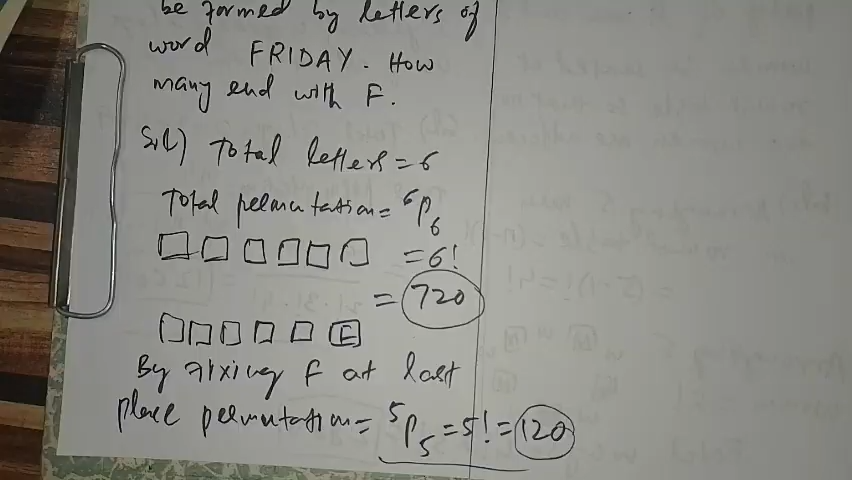 be formed by letters of
word FRIDAY. How
many end with F.
Sol) Total letters = 6
Total permutation = ⁶P₆
= 6!
= 720
F
By fixing F at last
place permutation = ⁵P₅ = 5! = 120